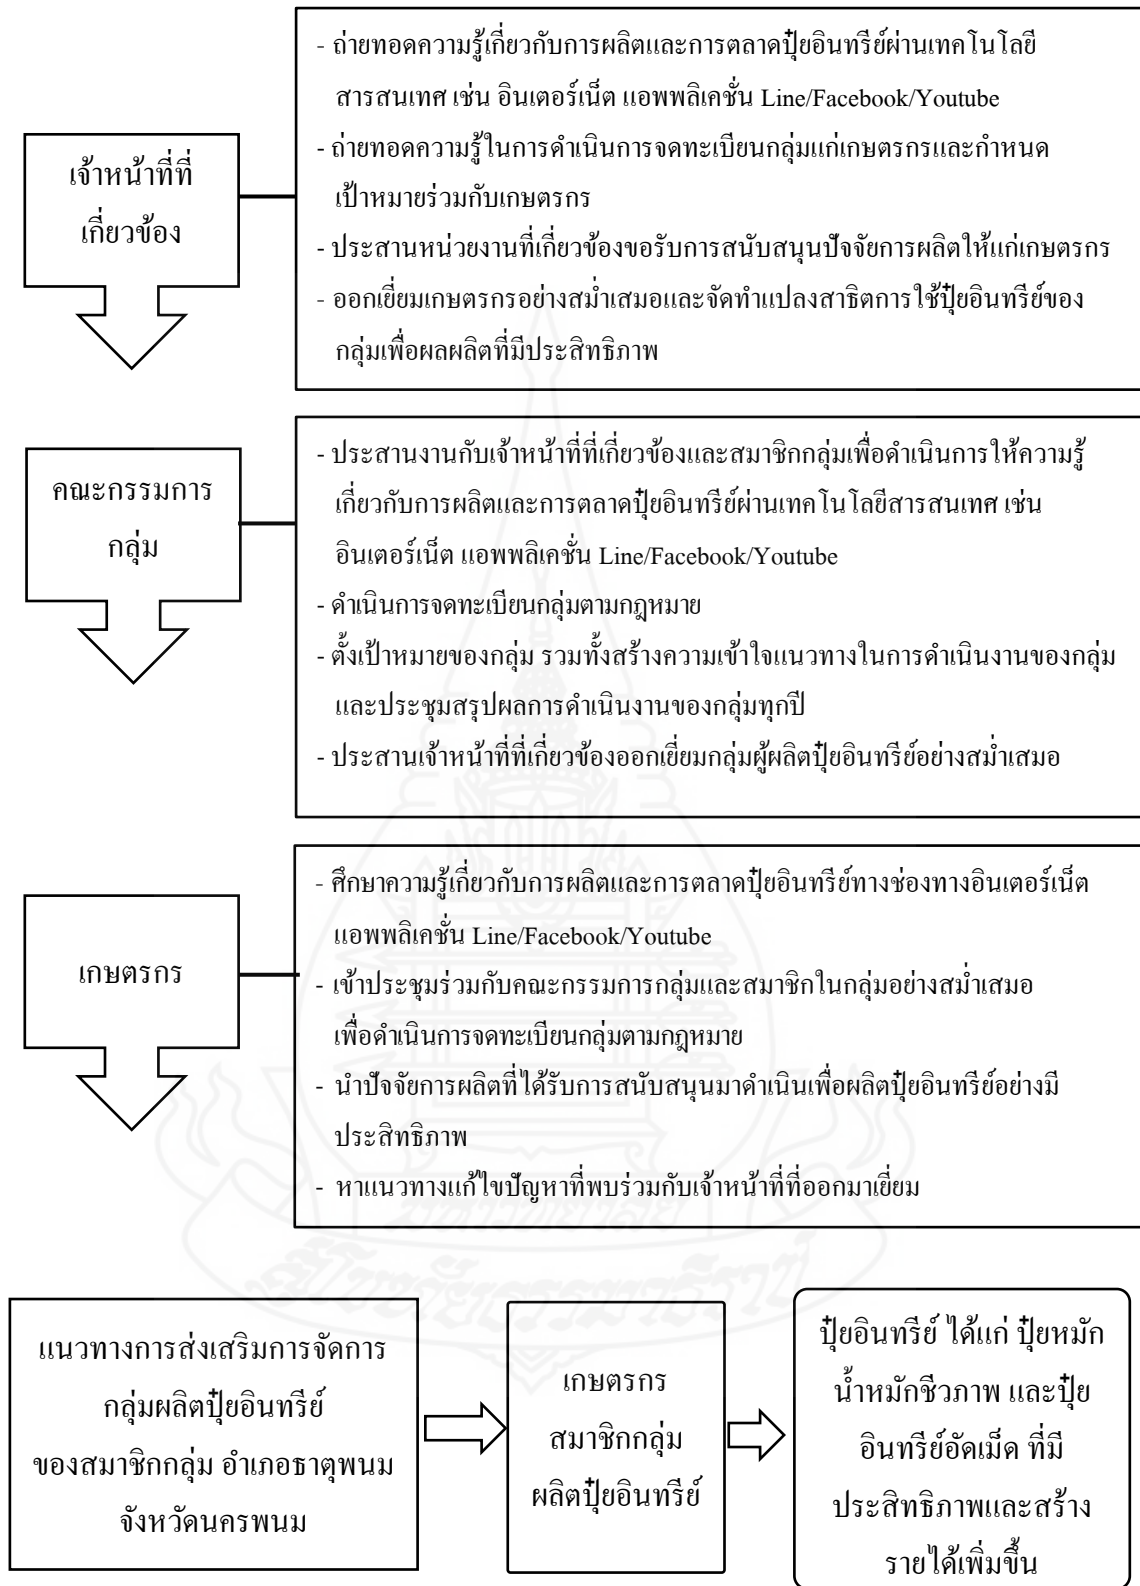 - ถ่ายทอดความรู้เกี่ยวกับการผลิตและการตลาดปุ๋ยอินทรีย์ผ่านเทคโนโลยี
สารสนเทศ เช่น อินเตอร์เน็ต แอพพลิเคชั่น Line/Facebook/Youtube
- ถ่ายทอดความรู้ในการดำเนินการจดทะเบียนกลุ่มแก่เกษตรกรและกำหนด
เป้าหมายร่วมกับเกษตรกร
- ประสานหน่วยงานที่เกี่ยวข้องขอรับการสนับสนุนปัจจัยการผลิตให้แก่เกษตรกร
- ออกเยี่ยมเกษตรกรอย่างสม่ำเสมอและจัดทำแปลงสาธิตการใช้ปุ๋ยอินทรีย์ของ
กลุ่มเพื่อผลผลิตที่มีประสิทธิภาพ
เจ้าหน้าที่ที่
เกี่ยวข้อง
- ประสานงานกับเจ้าหน้าที่ที่เกี่ยวข้องและสมาชิกกลุ่มเพื่อดำเนินการให้ความรู้
เกี่ยวกับการผลิตและการตลาดปุ๋ยอินทรีย์ผ่านเทคโนโลยีสารสนเทศ เช่น
อินเตอร์เน็ต แอพพลิเคชั่น Line/Facebook/Youtube
- ดำเนินการจดทะเบียนกลุ่มตามกฎหมาย
- ตั้งเป้าหมายของกลุ่ม รวมทั้งสร้างความเข้าใจแนวทางในการดำเนินงานของกลุ่ม
และประชุมสรุปผลการดำเนินงานของกลุ่มทุกปี
- ประสานเจ้าหน้าที่ที่เกี่ยวข้องออกเยี่ยมกลุ่มผู้ผลิตปุ๋ยอินทรีย์อย่างสม่ำเสมอ
คณะกรรมการ
กลุ่ม
- ศึกษาความรู้เกี่ยวกับการผลิตและการตลาดปุ๋ยอินทรีย์ทางช่องทางอินเตอร์เน็ต
แอพพลิเคชั่น Line/Facebook/Youtube
- เข้าประชุมร่วมกับคณะกรรมการกลุ่มและสมาชิกในกลุ่มอย่างสม่ำเสมอ
เพื่อดำเนินการจดทะเบียนกลุ่มตามกฎหมาย
- นำปัจจัยการผลิตที่ได้รับการสนับสนุนมาดำเนินเพื่อผลิตปุ๋ยอินทรีย์อย่างมี
ประสิทธิภาพ
- หาแนวทางแก้ไขปัญหาที่พบร่วมกับเจ้าหน้าที่ที่ออกมาเยี่ยม
เกษตรกร
มหาวิทยาลัย
สุโขทัยธรรมาธิราช
แนวทางการส่งเสริมการจัดการ
กลุ่มผลิตปุ๋ยอินทรีย์
ของสมาชิกกลุ่ม อำเภอธาตุพนม
จังหวัดนครพนม
เกษตรกร
สมาชิกกลุ่ม
ผลิตปุ๋ยอินทรีย์
ปุ๋ยอินทรีย์ ได้แก่ ปุ๋ยหมัก
น้ำหมักชีวภาพ และปุ๋ย
อินทรีย์อัดเม็ด ที่มี
ประสิทธิภาพและสร้าง
รายได้เพิ่มขึ้น